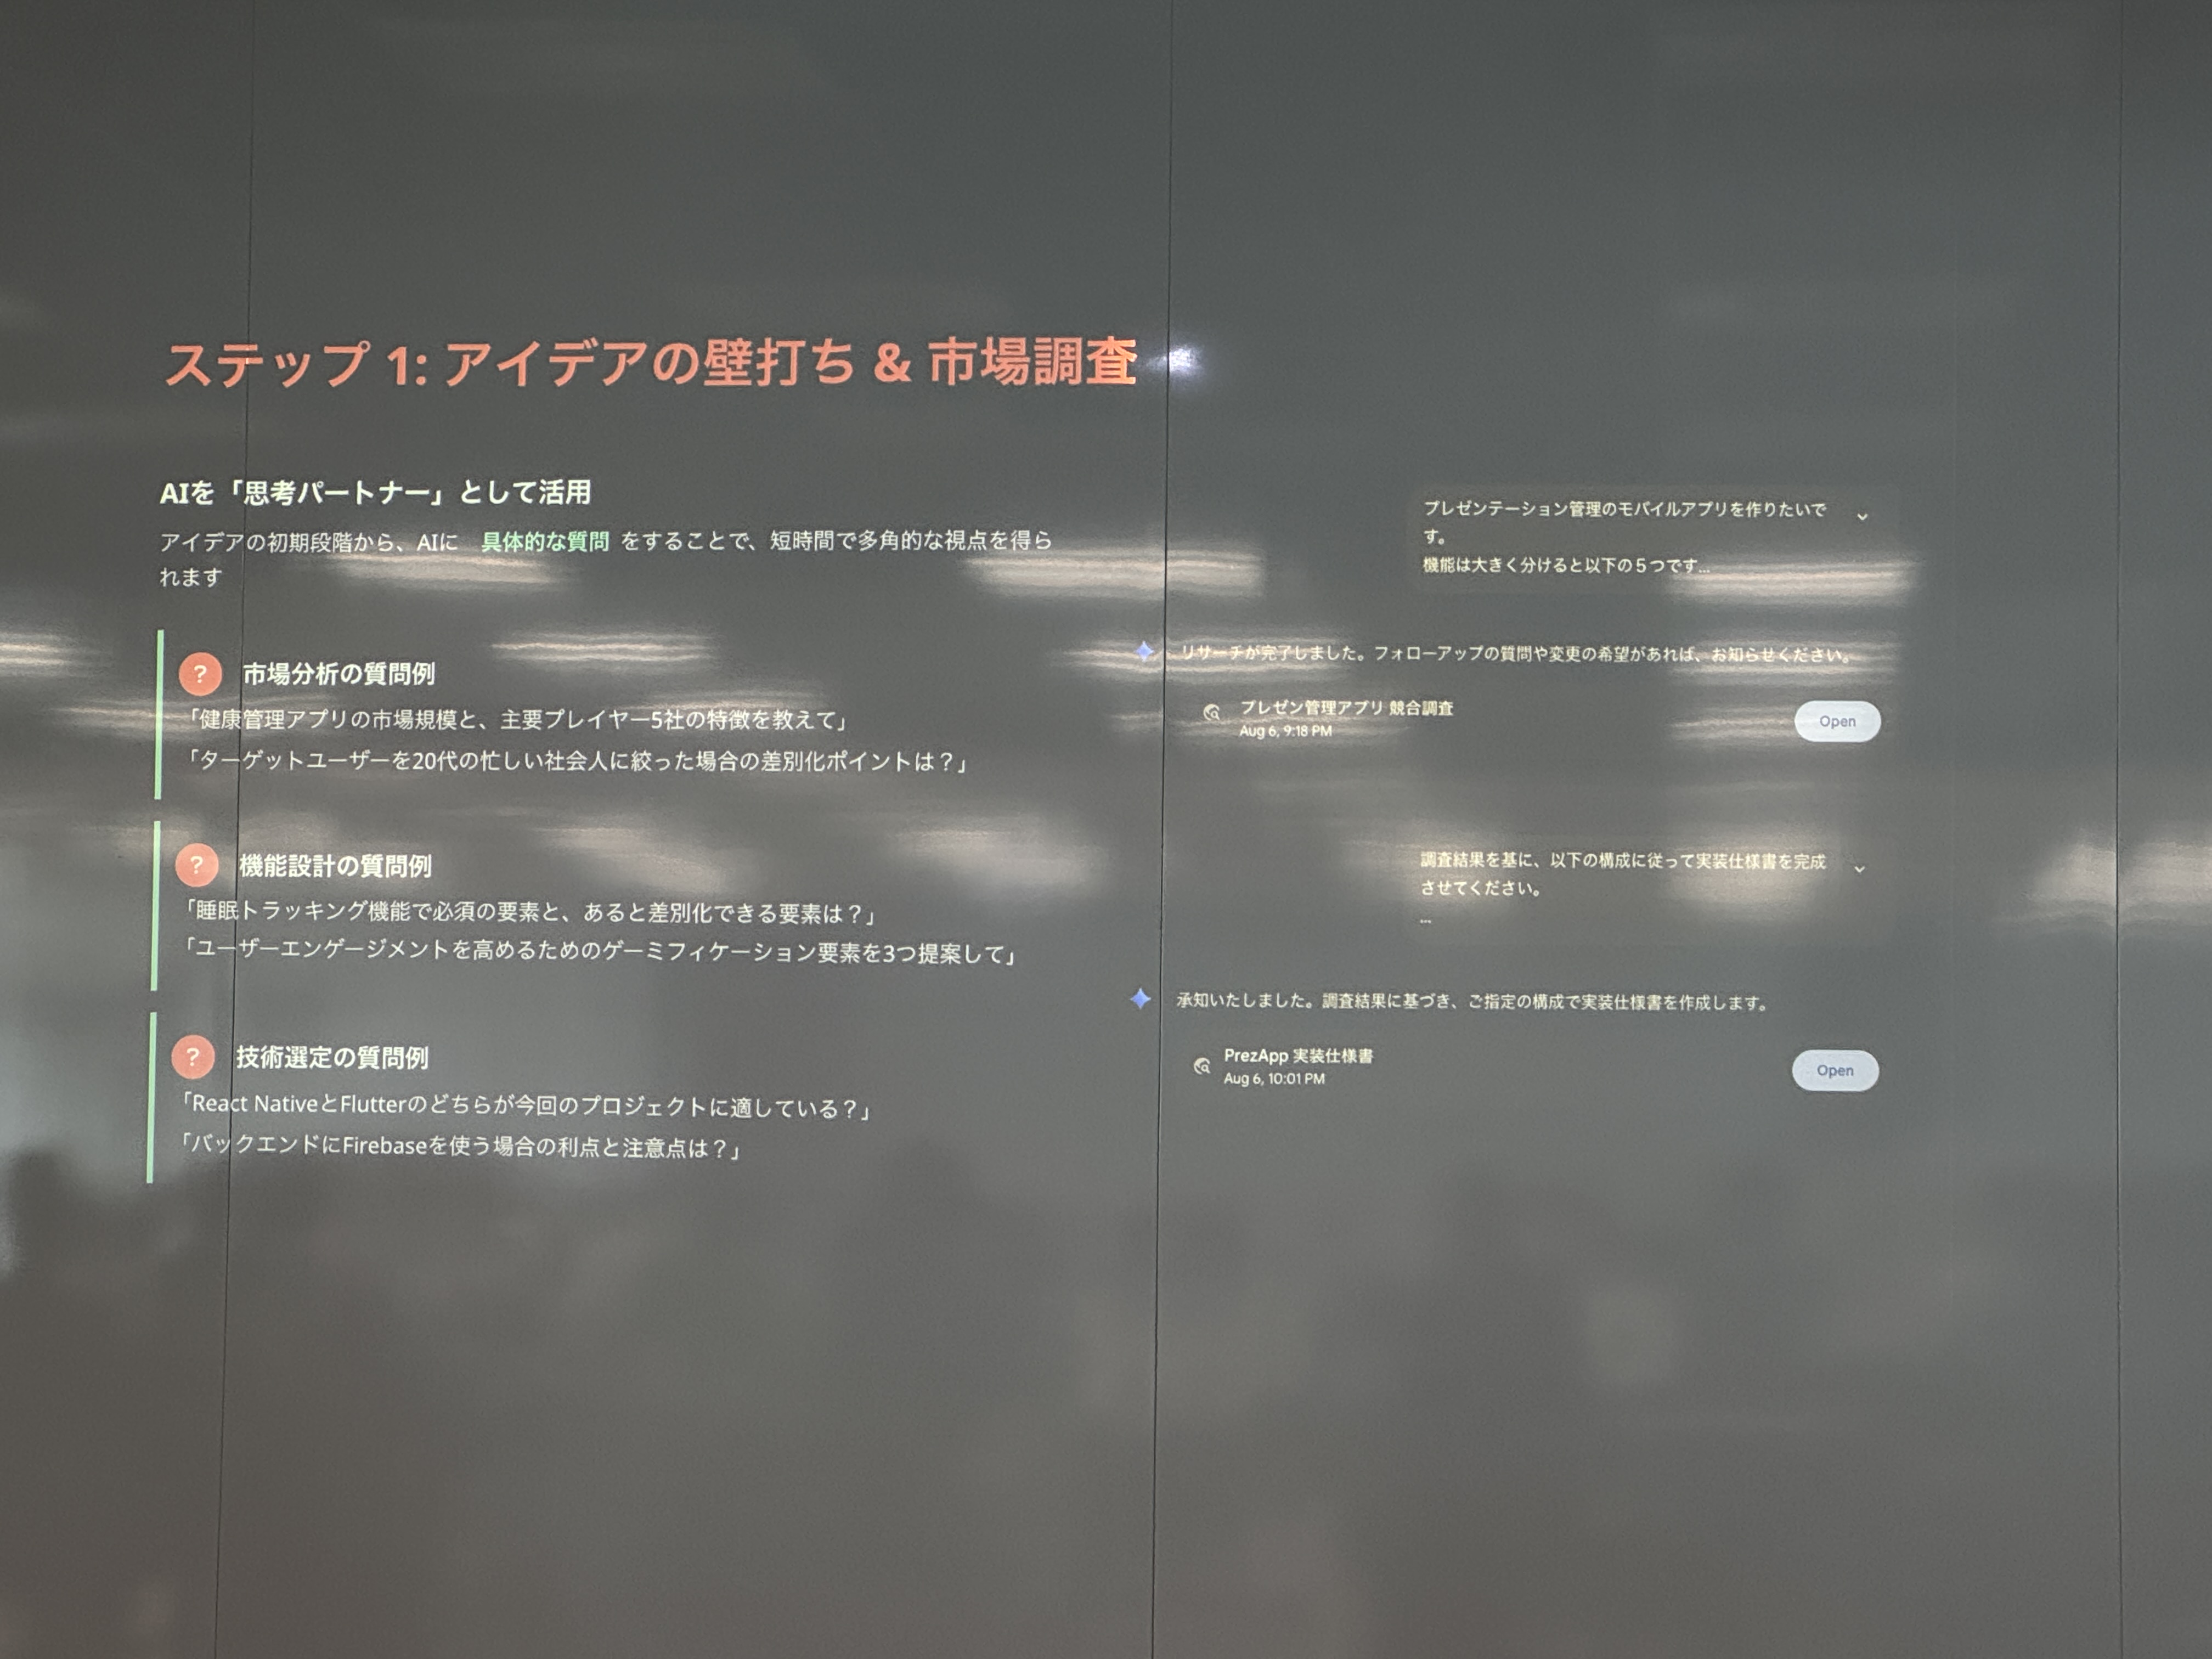 ステップ 1: アイデアの壁打ち & 市場調査
AIを「思考パートナー」として活用
アイデアの初期段階から、AIに 具体的な質問 をすることで、短時間で多角的な視点を得ら
れます
? 市場分析の質問例
「健康管理アプリの市場規模と、主要プレイヤー5社の特徴を教えて」
「ターゲットユーザーを20代の忙しい社会人に絞った場合の差別化ポイントは？」
? 機能設計の質問例
「睡眠トラッキング機能で必須の要素と、あると差別化できる要素は？」
「ユーザーエンゲージメントを高めるためのゲーミフィケーション要素を3つ提案して」
? 技術選定の質問例
「React NativeとFlutterのどちらが今回のプロジェクトに適している？」
「バックエンドにFirebaseを使う場合の利点と注意点は？」
プレゼンテーション管理のモバイルアプリを作りたいで
す。
機能は大きく分けると以下の５つです...
リサーチが完了しました。フォローアップの質問や変更の希望があれば、お知らせください。
プレゼン管理アプリ 競合調査
Aug 6, 9:18 PM
Open
調査結果を基に、以下の構成に従って実装仕様書を完成
させてください。
...
承知いたしました。調査結果に基づき、ご指定の構成で実装仕様書を作成します。
PrezApp 実装仕様書
Aug 6, 10:01 PM
Open